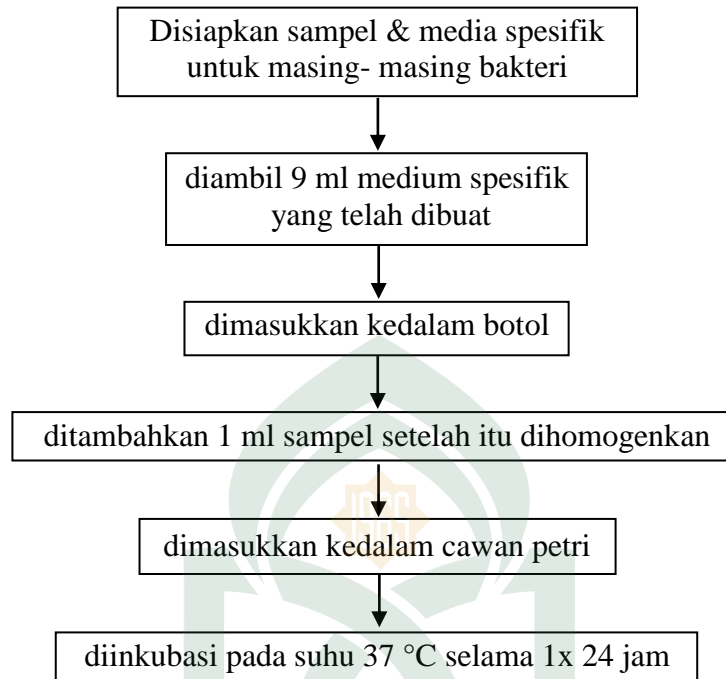 Disiapkan sampel & media spesifik
untuk masing- masing bakteri
diambil 9 ml medium spesifik
yang telah dibuat
dimasukkan kedalam botol
ditambahkan 1 ml sampel setelah itu dihomogenkan
dimasukkan kedalam cawan petri
diinkubasi pada suhu 37 °C selama 1x 24 jam